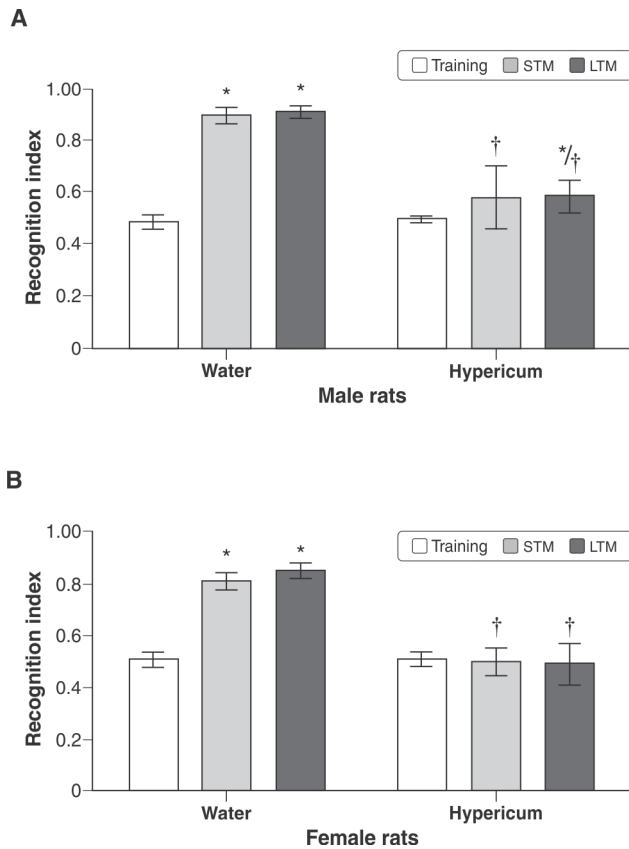 A
Training STM LTM
Recognition index
1.00
0.8
0.6
0.4
0.2
0
* * † */†
Water Hypericum
Male rats
B
Training STM LTM
Recognition index
1.00
0.8
0.6
0.4
0.2
0
* * † †
Water Hypericum
Female rats